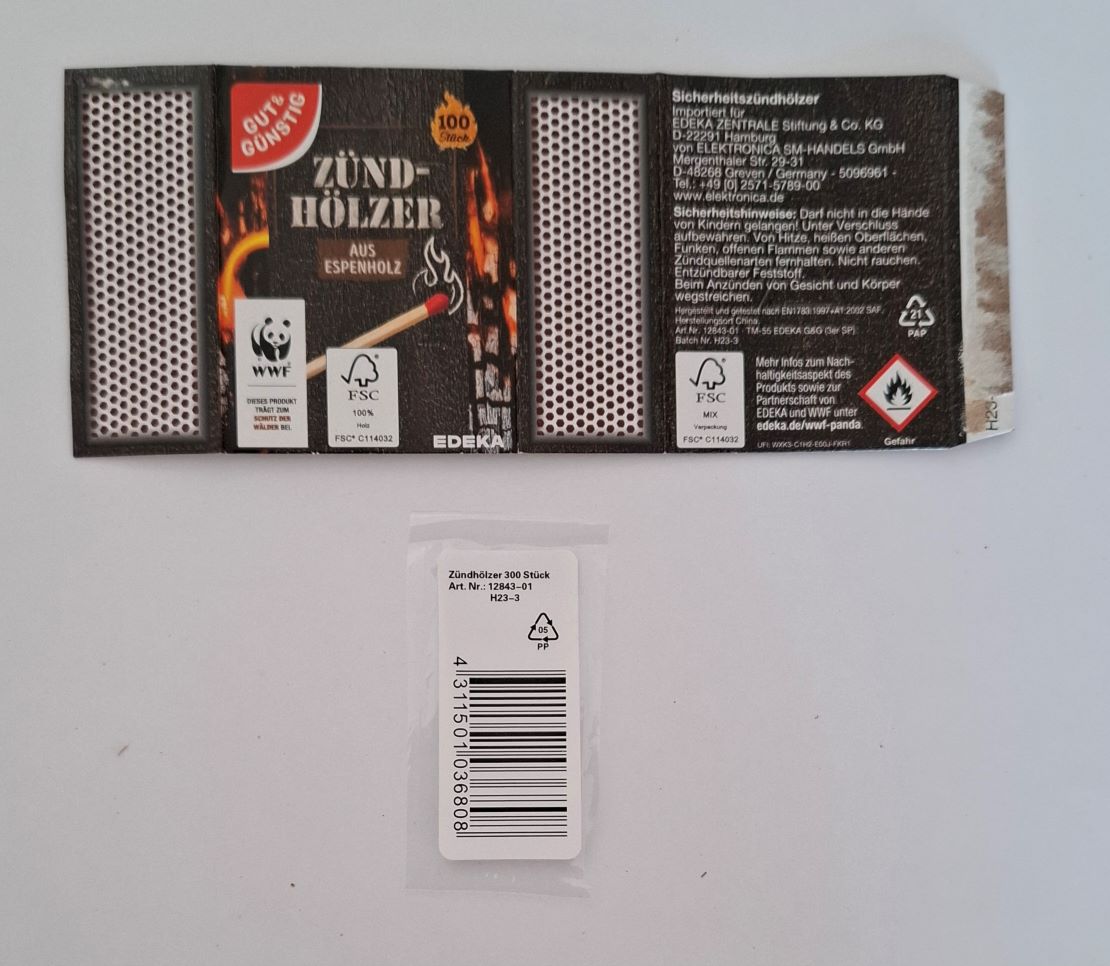 GUT&
GÜNSTIG
100
Stück
ZÜND-
HÖLZER
AUS
ESPENHOLZ
WWF
DIESES PRODUKT
TRÄGT ZUM
SCHUTZ DER
WÄLDER BEI.
FSC
100%
Holz
FSC® C114032
EDEKA
Sicherheitszündhölzer
Importiert für
EDEKA ZENTRALE Stiftung & Co. KG
D-22291 Hamburg
von ELEKTRONICA SM-HANDELS GmbH
Mergenthaler Str. 29-31
D-48268 Greven / Germany - 5096961 -
Tel.: +49 [0] 2571-5789-00
www.elektronica.de
Sicherheitshinweise: Darf nicht in die Hände
von Kindern gelangen! Unter Verschluss
aufbewahren. Von Hitze, heißen Oberflächen,
Funken, offenen Flammen sowie anderen
Zündquellenarten fernhalten. Nicht rauchen.
Entzündbarer Feststoff.
Beim Anzünden von Gesicht und Körper
wegstreichen.
Hergestellt und getestet nach EN1783:1997+A1:2002 SAF.
Herstellungsort China.
Art.Nr. 12843-01 · TM-55 EDEKA G&G (3er SP)
Batch Nr. H23-3
21
PAP
FSC
MIX
Verpackung
FSC® C114032
Mehr Infos zum Nach-
haltigkeitsaspekt des
Produkts sowie zur
Partnerschaft von
EDEKA und WWF unter
edeka.de/wwf-panda
Gefahr
H23-
Zündhölzer 300 Stück
Art. Nr.: 12843–01
H23–3
05
PP
4 311501 036808